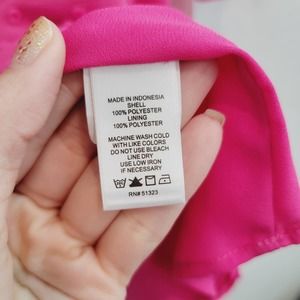 MADE IN INDONESIA
SHELL
100% POLYESTER
LINING
100% POLYESTER
MACHINE WASH COLD
WITH LIKE COLORS
DO NOT USE BLEACH
LINE DRY
USE LOW IRON
IF NECESSARY
RN# 51323